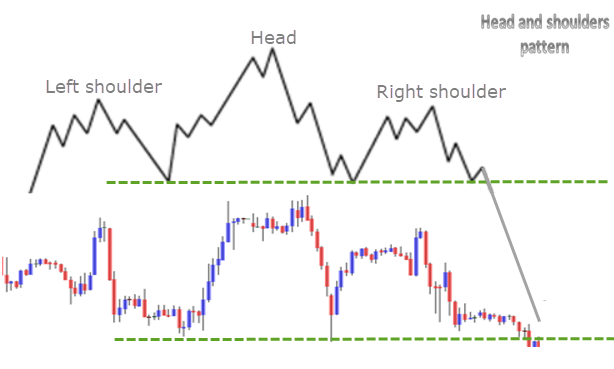 Head and shoulders
pattern
Head
Left shoulder
Right shoulder